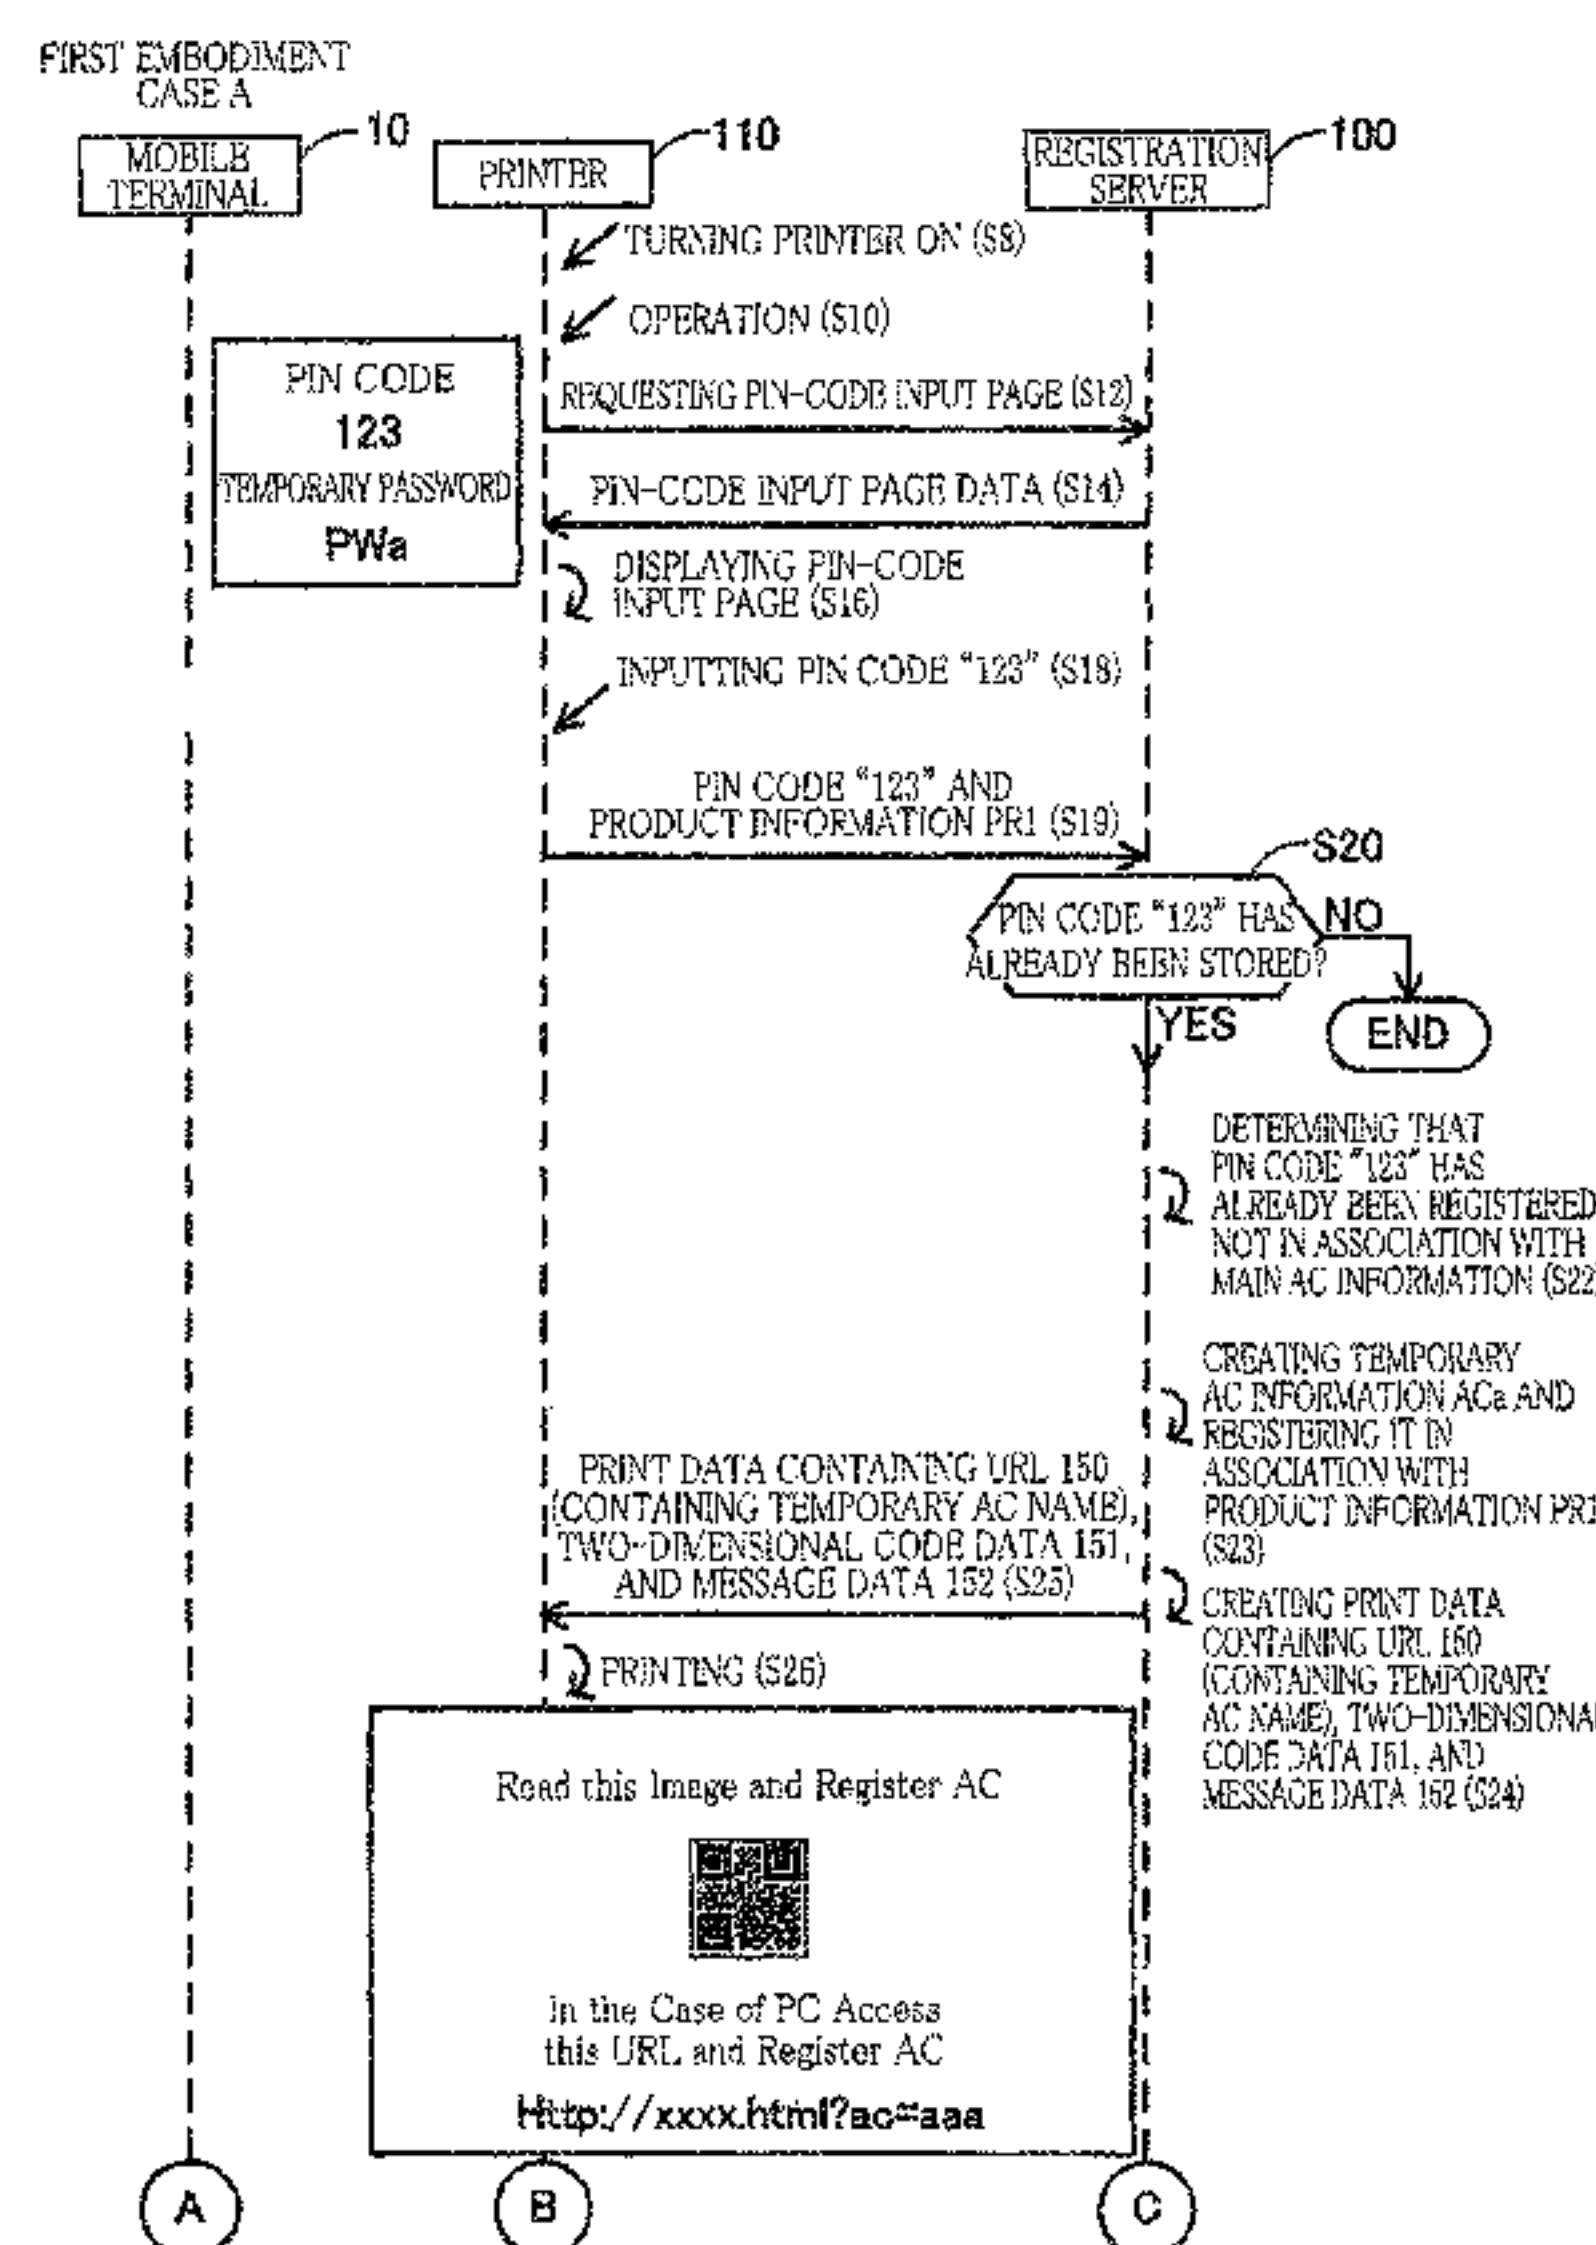 FIRST EMBODIMENT
CASE A
10
110
100
MOBILE
TERMINAL
PRINTER
REGISTRATION
SERVER
TURNING PRINTER ON (S8)
OPERATION (S10)
PIN CODE
123
TEMPORARY PASSWORD
PWa
REQUESTING PIN-CODE INPUT PAGE (S12)
PIN-CODE INPUT PAGE DATA (S14)
DISPLAYING PIN-CODE
INPUT PAGE (S16)
INPUTTING PIN CODE "123" (S18)
PIN CODE "123" AND
PRODUCT INFORMATION PR1 (S19)
S20
PIN CODE "123" HAS
ALREADY BEEN STORED?
NO
YES
END
DETERMINING THAT
PIN CODE "123" HAS
ALREADY BEEN REGISTERED
NOT IN ASSOCIATION WITH
MAIN AC INFORMATION (S22)
CREATING TEMPORARY
AC INFORMATION ACa AND
REGISTERING IT IN
ASSOCIATION WITH
PRODUCT INFORMATION PR1
(S23)
PRINT DATA CONTAINING URL 150
(CONTAINING TEMPORARY AC NAME),
TWO-DIMENSIONAL CODE DATA 151,
AND MESSAGE DATA 152 (S25)
CREATING PRINT DATA
CONTAINING URL 150
(CONTAINING TEMPORARY
AC NAME), TWO-DIMENSIONAL
CODE DATA 151, AND
MESSAGE DATA 152 (S24)
PRINTING (S26)
Read this Image and Register AC
In the Case of PC Access
this URL and Register AC
Http://xxxx.html?ac=aaa
A
B
C